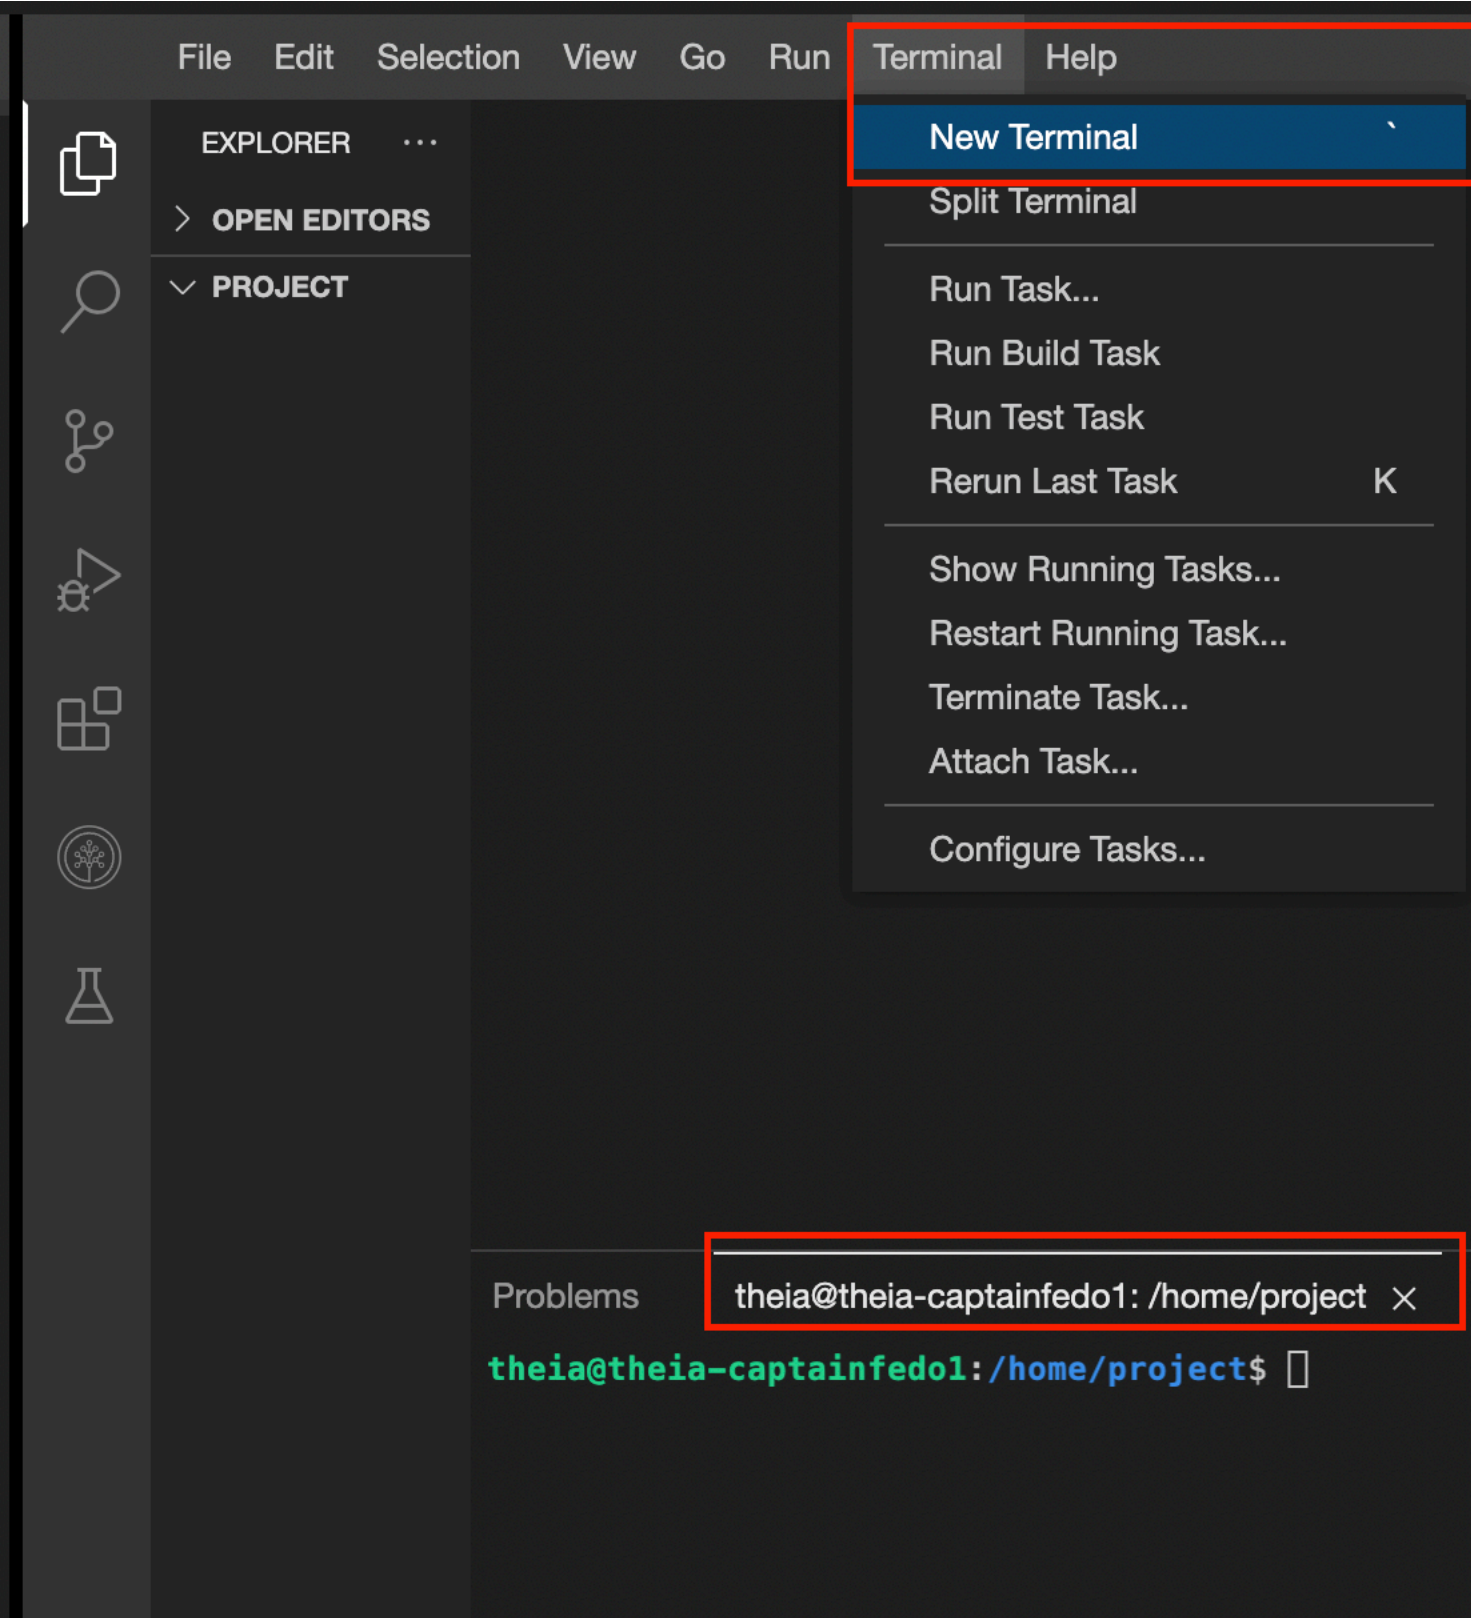 File Edit Selection View Go Run Terminal Help
EXPLORER ...
OPEN EDITORS
PROJECT
New Terminal `
Split Terminal
Run Task...
Run Build Task
Run Test Task
Rerun Last Task K
Show Running Tasks...
Restart Running Task...
Terminate Task...
Attach Task...
Configure Tasks...
Problems theia@theia-captainfedo1: /home/project
theia@theia-captainfedo1:/home/project$